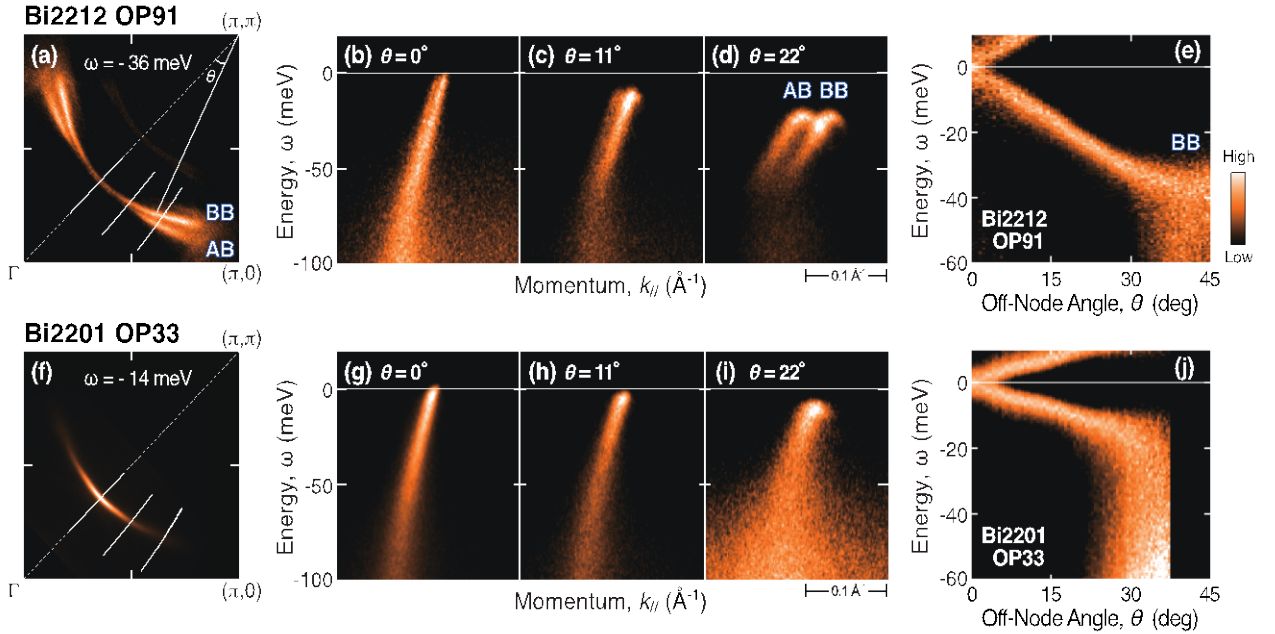 Bi2212 OP91
(π,π)
(a)
ω = - 36 meV
θ
BB
AB
Γ
(π,0)
(b)
θ = 0°
(c)
θ = 11°
(d)
θ = 22°
AB BB
0
-50
-100
Energy, ω (meV)
Momentum, k// (Å-1)
0.1 Å-1
(e)
0
-20
-40
-60
Energy, ω (meV)
BB
Bi2212
OP91
0 15 30 45
Off-Node Angle, θ (deg)
High
Low
Bi2201 OP33
(π,π)
(f)
ω = - 14 meV
Γ
(π,0)
(g)
θ = 0°
(h)
θ = 11°
(i)
θ = 22°
0
-50
-100
Energy, ω (meV)
Momentum, k// (Å-1)
0.1 Å-1
(j)
0
-20
-40
-60
Energy, ω (meV)
Bi2201
OP33
0 15 30 45
Off-Node Angle, θ (deg)